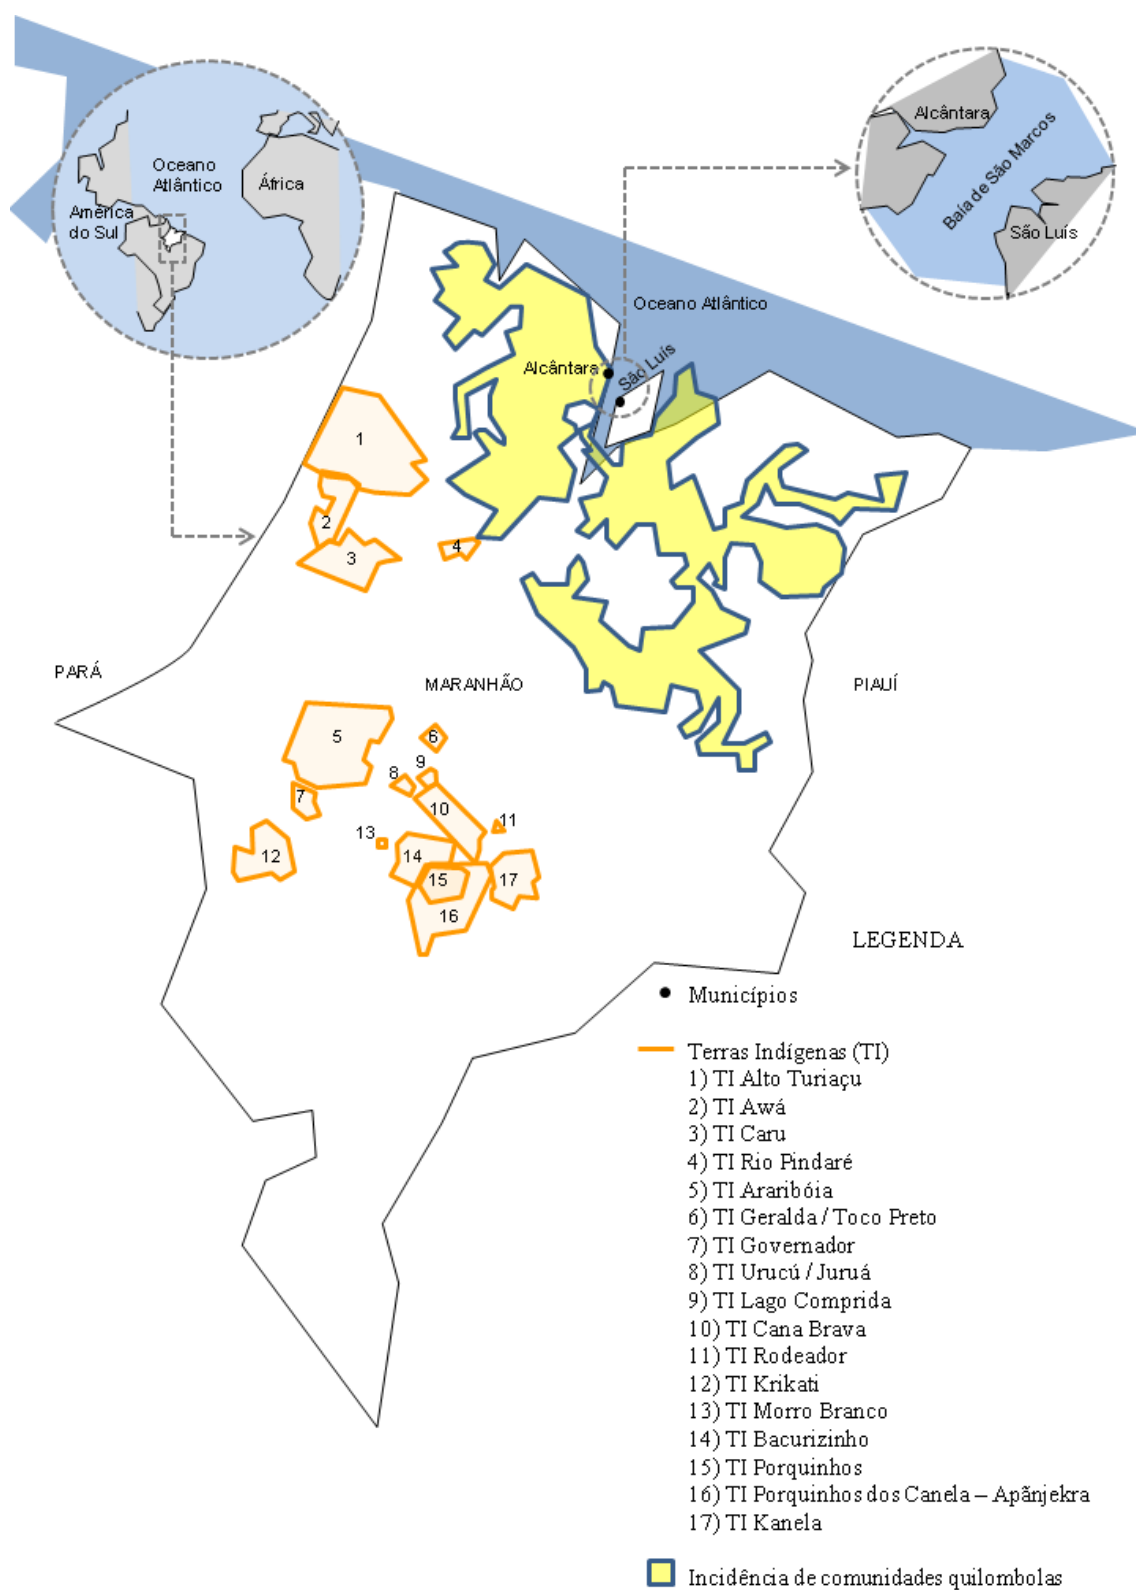 Oceano
Atlântico
África
América
do Sul
Alcântara
Baía de São Marcos
São Luís
Oceano Atlântico
Alcântara
São Luís
1
2
3
4
PARÁ
MARANHÃO
PIAUÍ
5
6
7
8
9
10
11
12
13
14
15
16
17
LEGENDA
Municípios
Terras Indígenas (TI)
1) TI Alto Turiaçu
2) TI Awá
3) TI Caru
4) TI Rio Pindaré
5) TI Araribóia
6) TI Geralda / Toco Preto
7) TI Governador
8) TI Urucú / Juruá
9) TI Lago Comprida
10) TI Cana Brava
11) TI Rodeador
12) TI Krikati
13) TI Morro Branco
14) TI Bacurizinho
15) TI Porquinhos
16) TI Porquinhos dos Canela – Apãnjekra
17) TI Kanela
Incidência de comunidades quilombolas